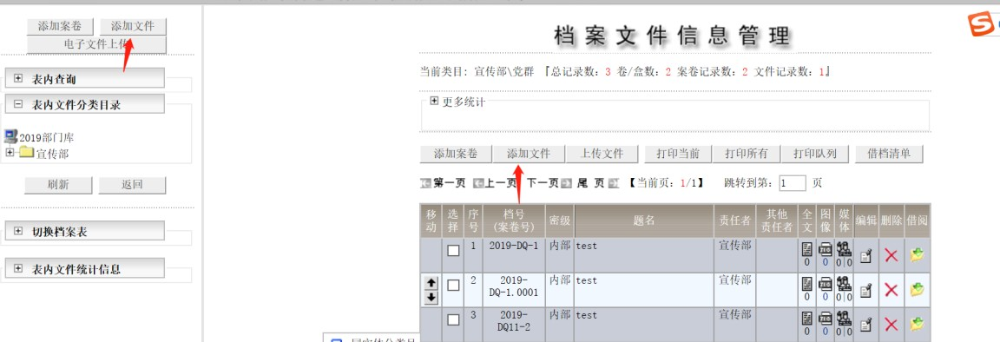 添加案卷 添加文件
电子文件上传
表内查询
表内文件分类目录
2019部门库
宣传部
刷新 返回
切换档案表
表内文件统计信息
档案文件信息管理
当前类目: 宣传部\党群 『总记录数: 3 卷/盒数: 2 案卷记录数: 2 文件记录数: 1』
更多统计
添加案卷 添加文件 上传文件 打印当前 打印所有 打印队列 借档清单
第一页 上一页 下一页 尾 页 【当前页: 1/1】 跳转到第: 1 页
移动 选择 序号 档号(案卷号) 密级 题名 责任者 其他责任者 全文 图像 媒体 编辑 删除 借阅
1 2019-DQ-1 内部 test 宣传部 0 0 0|0
2 2019-DQ-1.0001 内部 test 宣传部 0 0 0|0
3 2019-DQ11-2 内部 test 宣传部 0 0 0|0